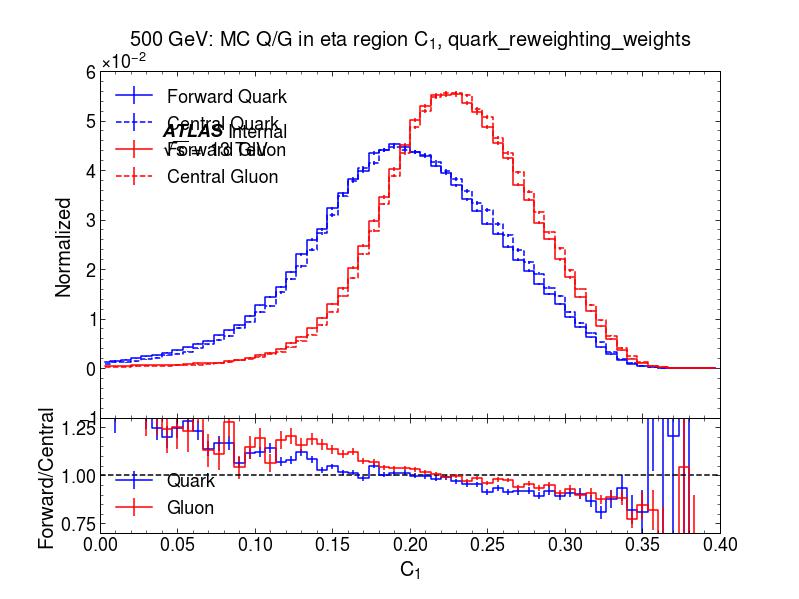 500 GeV: MC Q/G in eta region C₁, quark_reweighting_weights
×10⁻²
6
5
4
3
2
1
0
−1
Normalized
Forward Quark
Central Quark
ATLAS Internal
Forward Gluon
√s = 13 TeV
Central Gluon
1.25
1.00
0.75
Forward/Central
Quark
Gluon
0.00 0.05 0.10 0.15 0.20 0.25 0.30 0.35 0.40
C₁